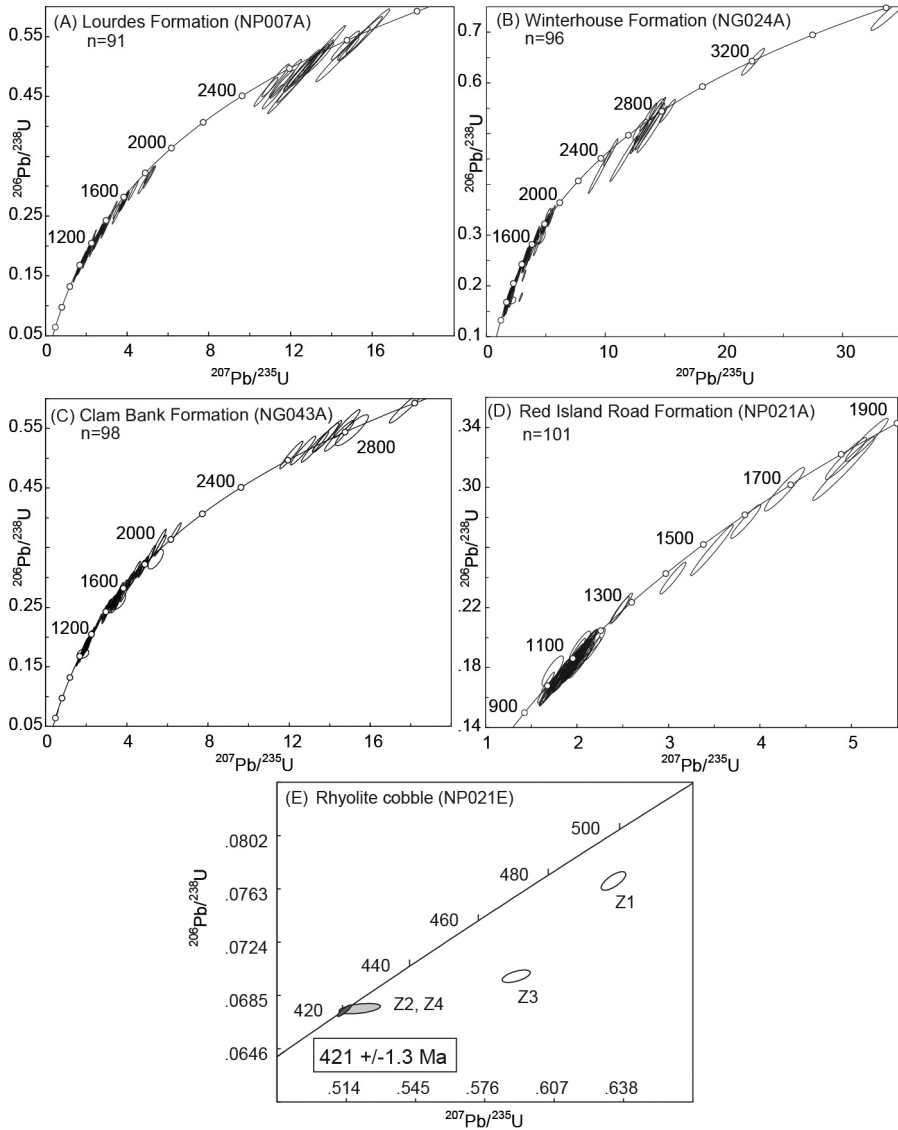 (A) Lourdes Formation (NP007A)
n=91
0.55
0.45
0.35
0.25
0.15
0.05
²⁰⁶Pb/²³⁸U
2400
2000
1600
1200
0 4 8 12 16
²⁰⁷Pb/²³⁵U
(B) Winterhouse Formation (NG024A)
n=96
0.7
0.6
0.3
0.2
0.1
²⁰⁶Pb/²³⁸U
3200
2800
2400
2000
1600
0 10 20 30
²⁰⁷Pb/²³⁵U
(C) Clam Bank Formation (NG043A)
n=98
0.55
0.45
0.35
0.25
0.15
0.05
²⁰⁶Pb/²³⁸U
2800
2400
2000
1600
1200
0 4 8 12 16
²⁰⁷Pb/²³⁵U
(D) Red Island Road Formation (NP021A)
n=101
.34
.30
.22
.18
.14
²⁰⁶Pb/²³⁸U
1900
1700
1500
1300
1100
900
1 2 3 4 5
²⁰⁷Pb/²³⁵U
(E) Rhyolite cobble (NP021E)
.0802
.0763
.0724
.0685
.0646
²⁰⁶Pb/²³⁸U
500
480
460
440
420
Z1
Z3
Z2, Z4
421 +/-1.3 Ma
.514 .545 .576 .607 .638
²⁰⁷Pb/²³⁵U